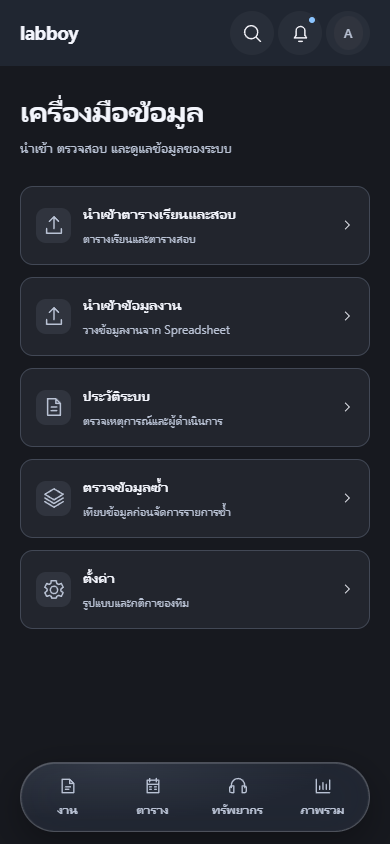 labboy
A
เครื่องมือข้อมูล
นำเข้า ตรวจสอบ และดูแลข้อมูลของระบบ
นำเข้าตารางเรียนและสอบ
ตารางเรียนและตารางสอบ
นำเข้าข้อมูลงาน
วางข้อมูลงานจาก Spreadsheet
ประวัติระบบ
ตรวจเหตุการณ์และผู้ดำเนินการ
ตรวจข้อมูลซ้ำ
เทียบข้อมูลก่อนจัดการรายการซ้ำ
ตั้งค่า
รูปแบบและกติกาของทีม
งาน
ตาราง
ทรัพยากร
ภาพรวม